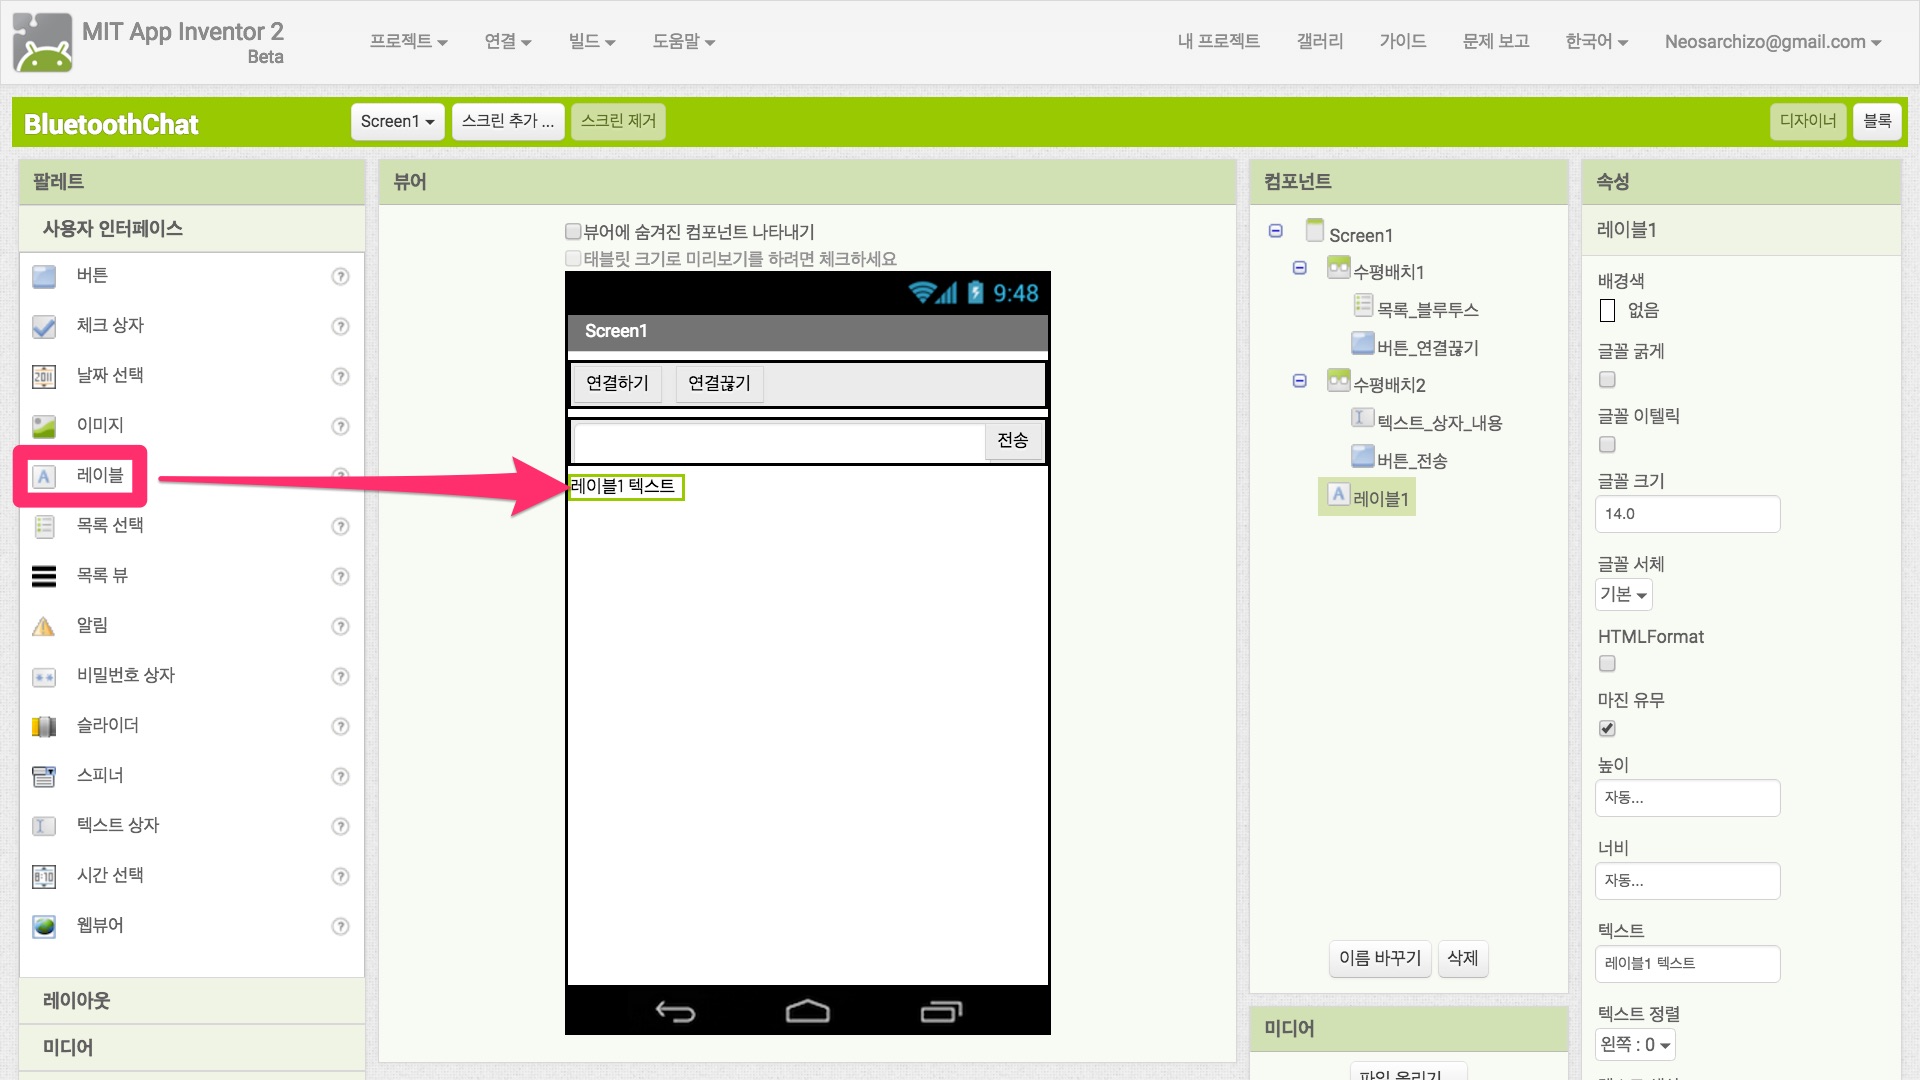 MIT App Inventor 2
Beta
프로젝트
연결
빌드
도움말
내 프로젝트
갤러리
가이드
문제 보고
한국어
Neosarchizo@gmail.com
BluetoothChat
Screen1
스크린 추가 ...
스크린 제거
디자이너
블록
팔레트
사용자 인터페이스
버튼
체크 상자
날짜 선택
이미지
레이블
목록 선택
목록 뷰
알림
비밀번호 상자
슬라이더
스피너
텍스트 상자
시간 선택
웹뷰어
레이아웃
미디어
뷰어
뷰어에 숨겨진 컴포넌트 나타내기
태블릿 크기로 미리보기를 하려면 체크하세요
9:48
Screen1
연결하기
연결끊기
전송
레이블1 텍스트
컴포넌트
Screen1
수평배치1
목록_블루투스
버튼_연결끊기
수평배치2
텍스트_상자_내용
버튼_전송
레이블1
이름 바꾸기
삭제
미디어
파일 올리기
속성
레이블1
배경색
없음
글꼴 굵게
글꼴 이텔릭
글꼴 크기
14.0
글꼴 서체
기본
HTMLFormat
마진 유무
높이
자동...
너비
자동...
텍스트
레이블1 텍스트
텍스트 정렬
왼쪽 : 0